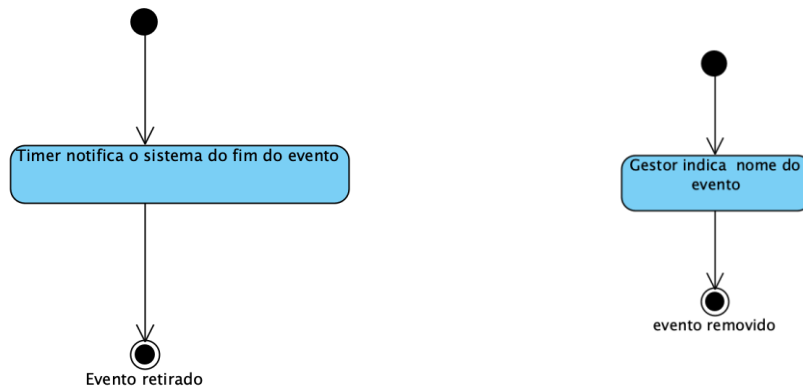 Timer notifica o sistema do fim do evento
Evento retirado
Gestor indica nome do
evento
evento removido